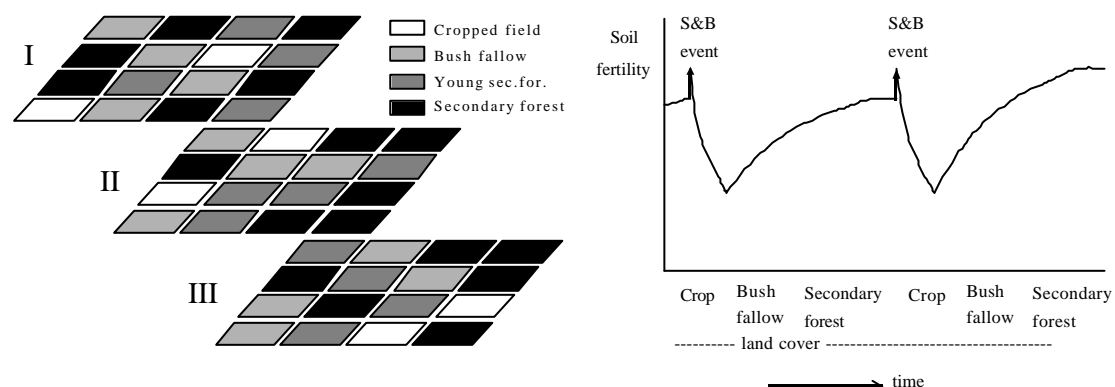 I
II
III
Cropped field
Bush fallow
Young sec.for.
Secondary forest
Soil
fertility
S&B
event
S&B
event
Crop
Bush
fallow
Secondary
forest
Crop
Bush
fallow
Secondary
forest
---------- land cover ------------------------------------
time